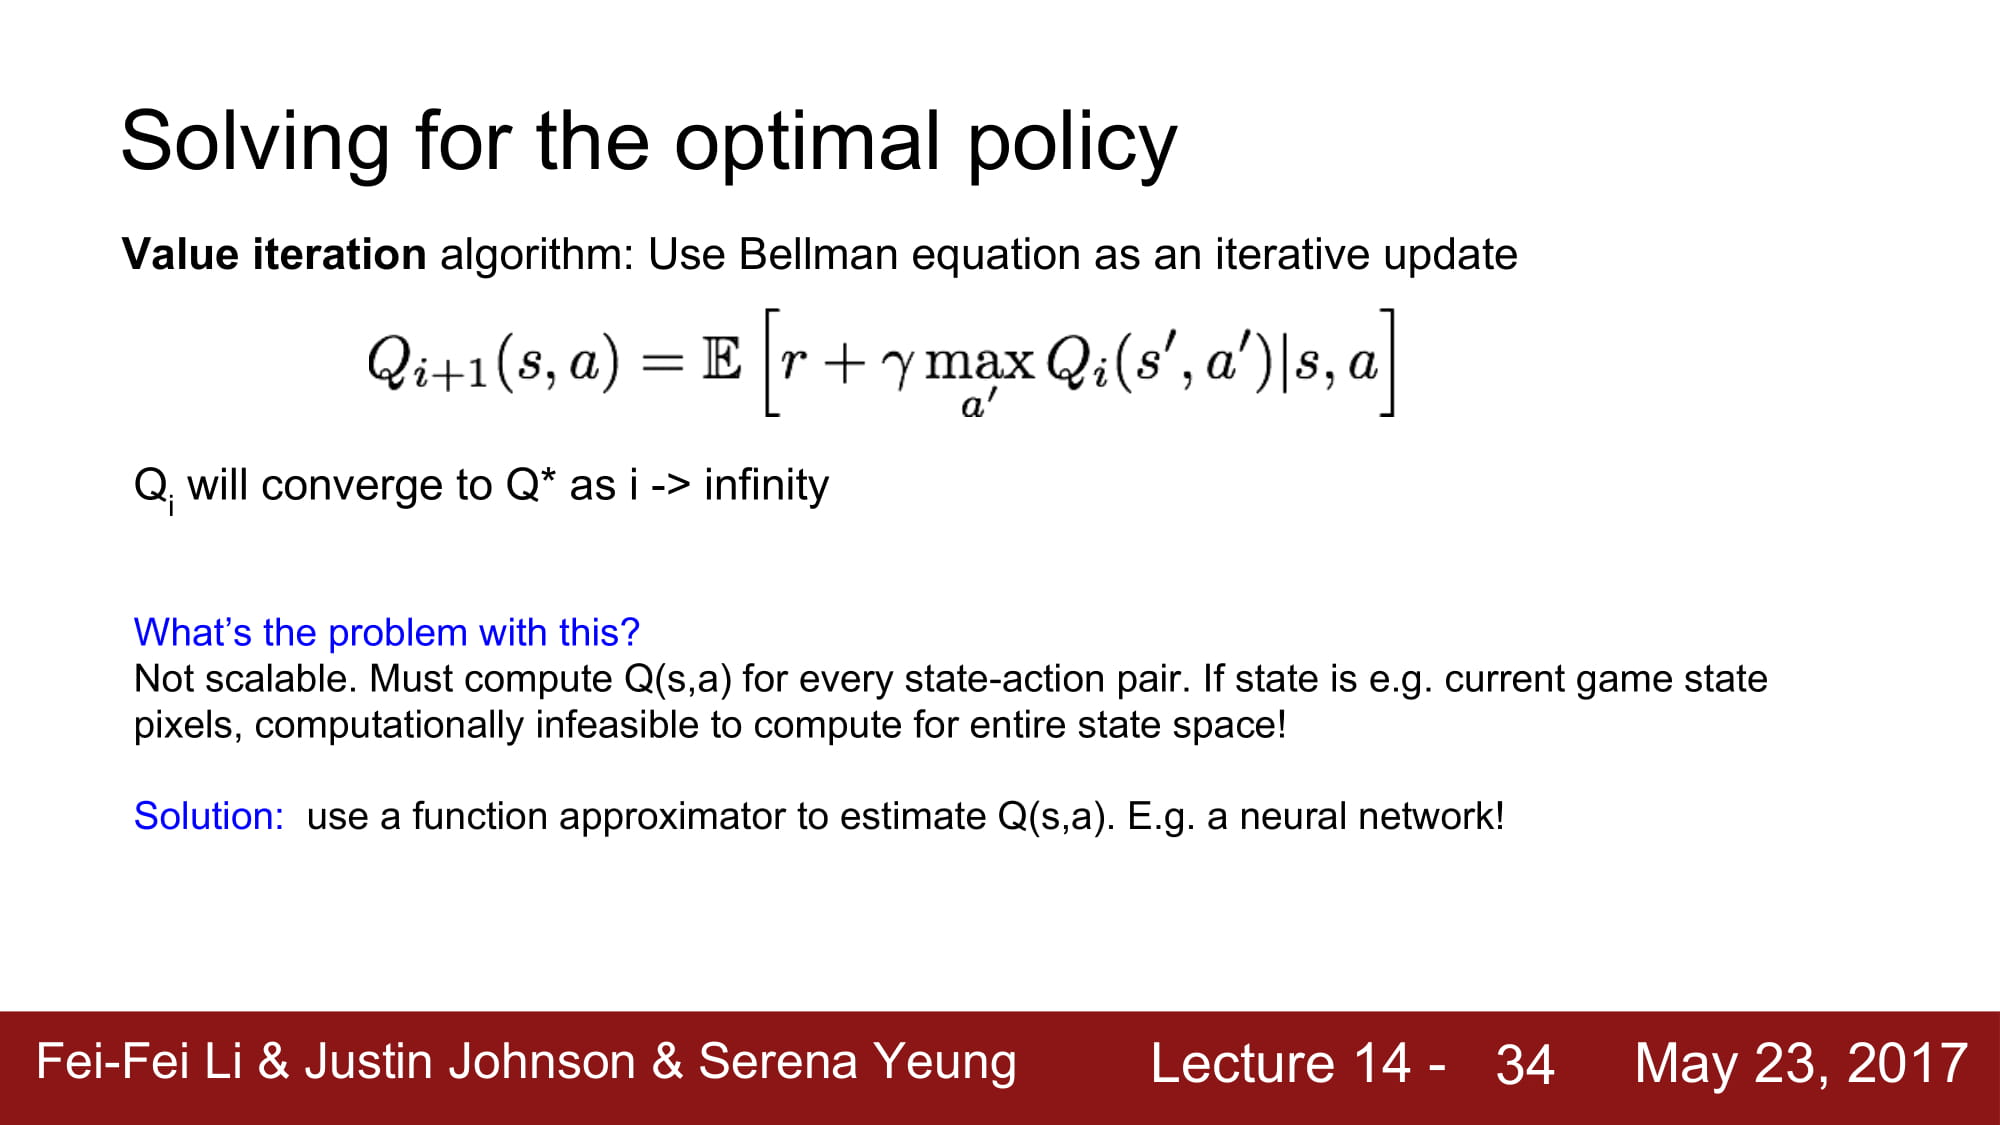 Solving for the optimal policy
Value iteration algorithm: Use Bellman equation as an iterative update
$Q_{i+1}(s, a) = \mathbb{E}\left[r + \gamma \max_{a'} Q_i(s', a')|s, a\right]$
Q_i will converge to Q* as i -> infinity
What’s the problem with this?
Not scalable. Must compute Q(s,a) for every state-action pair. If state is e.g. current game state
pixels, computationally infeasible to compute for entire state space!
Solution: use a function approximator to estimate Q(s,a). E.g. a neural network!
Fei-Fei Li & Justin Johnson & Serena Yeung Lecture 14 - 34 May 23, 2017